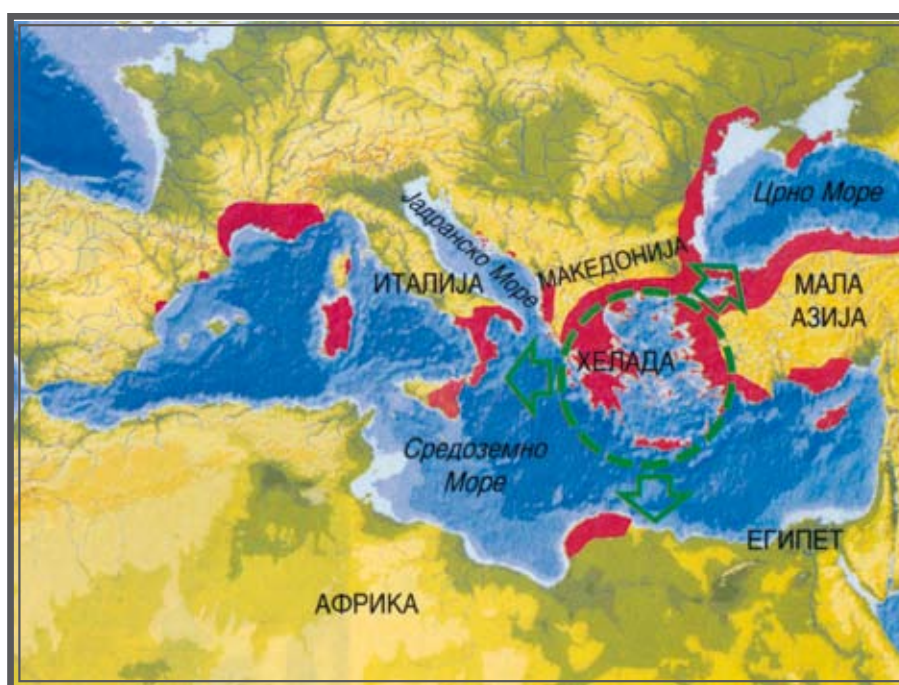 Црно Море
Јадранско Море
МАКЕДОНИЈА
ИТАЛИЈА
МАЛА
АЗИЈА
ХЕЛАДА
Средоземно
Море
ЕГИПЕТ
АФРИКА